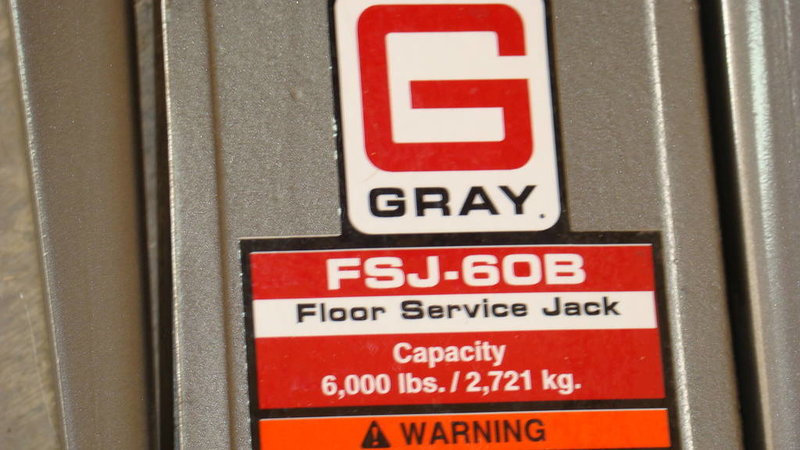 G
GRAY.
FSJ-60B
Floor Service Jack
Capacity
6,000 lbs. / 2,721 kg.
WARNING